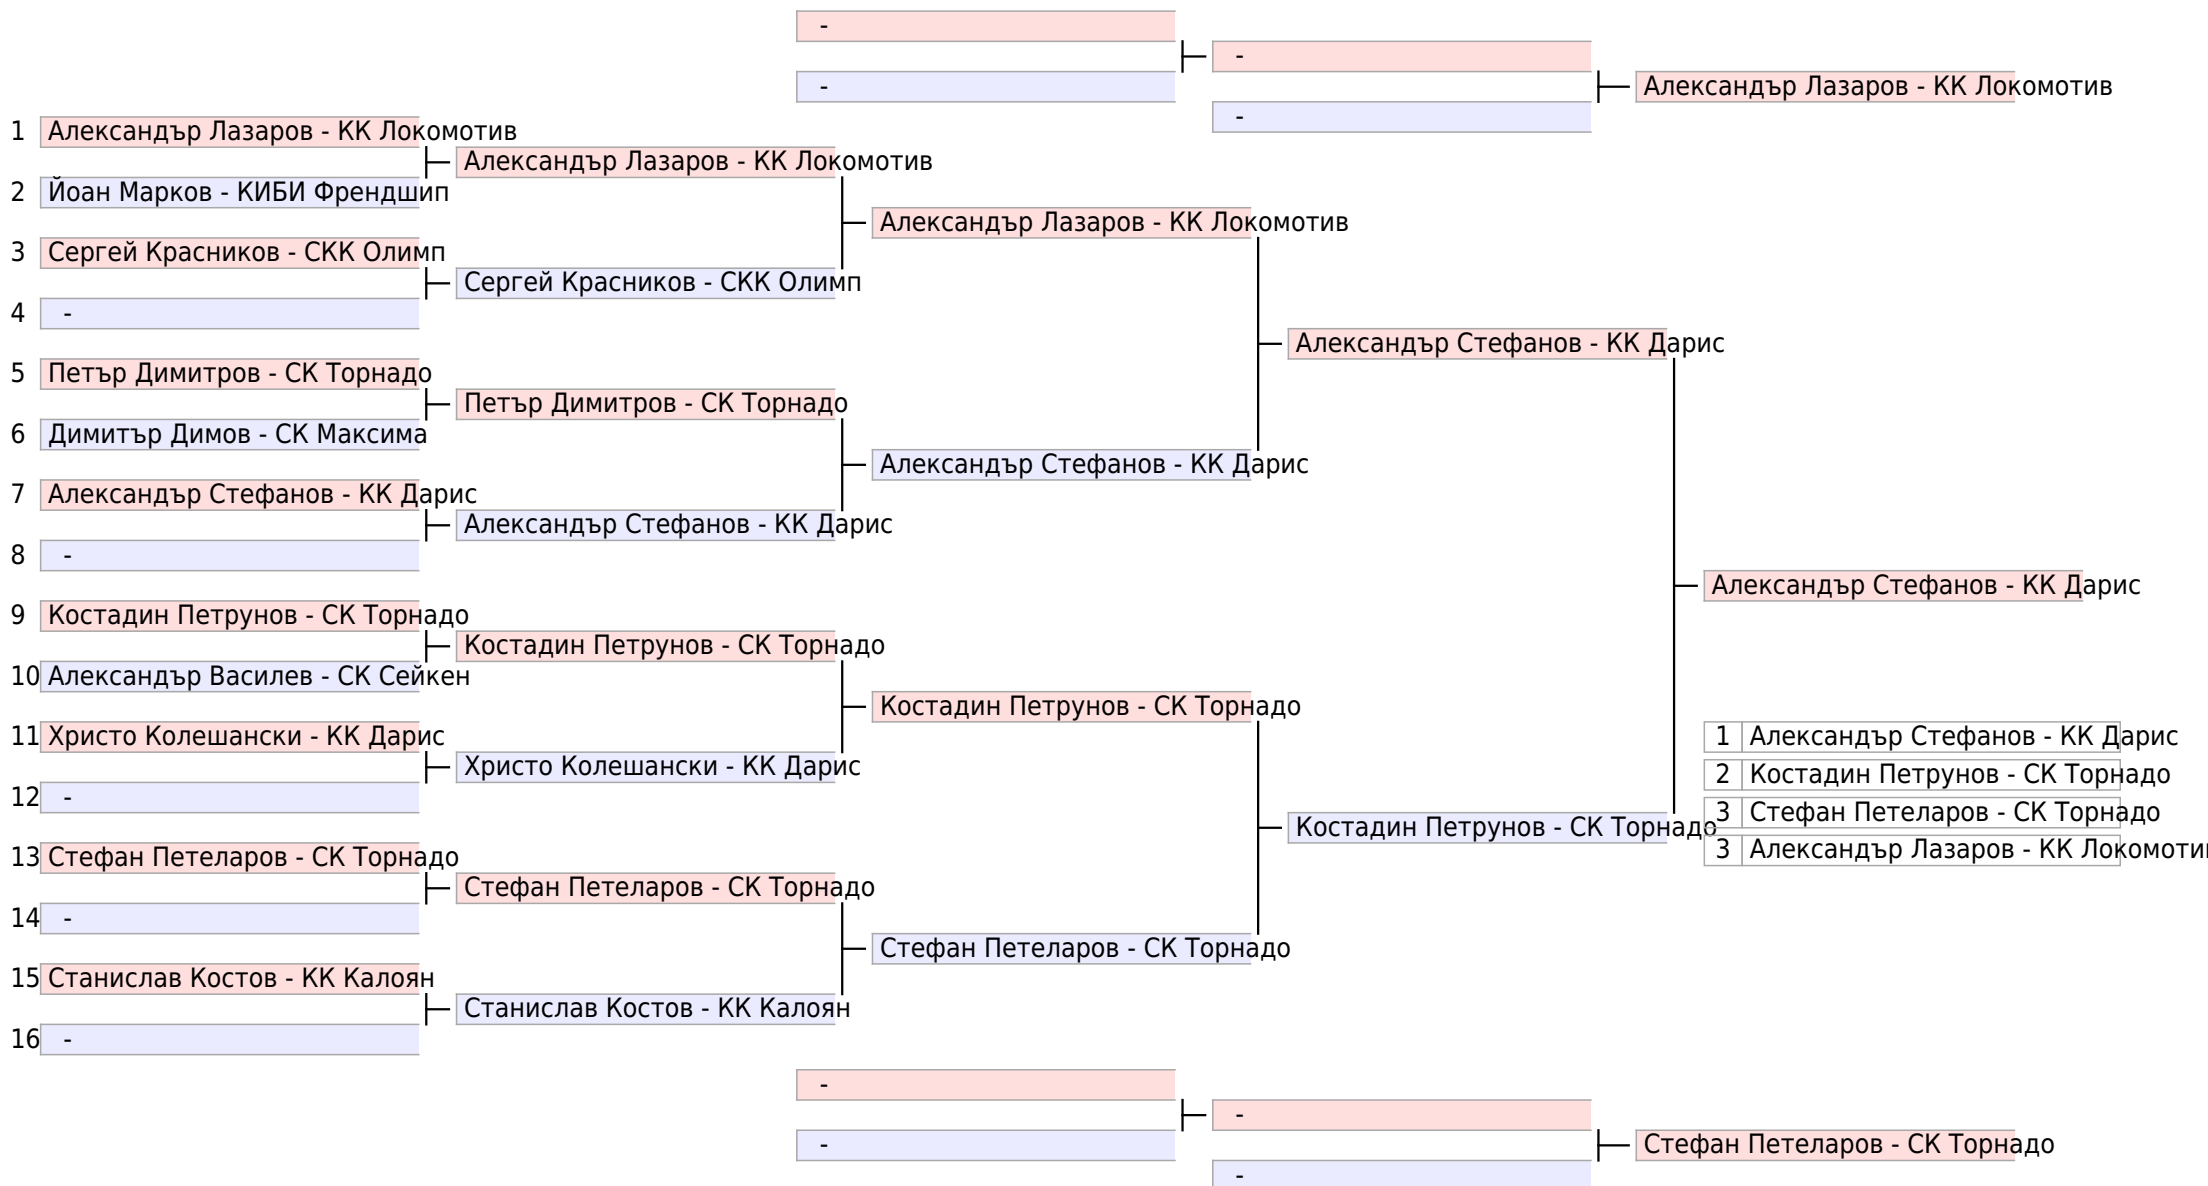 -
-
-
-
Александър Лазаров - КК Локомотив
1 Александър Лазаров - КК Локомотив
2 Йоан Марков - КИБИ Френдшип
3 Сергей Красников - СКК Олимп
4 -
5 Петър Димитров - СК Торнадо
6 Димитър Димов - СК Максима
7 Александър Стефанов - КК Дарис
8 -
9 Костадин Петрунов - СК Торнадо
10 Александър Василев - СК Сейкен
11 Христо Колешански - КК Дарис
12 -
13 Стефан Петеларов - СК Торнадо
14 -
15 Станислав Костов - КК Калоян
16 -
Александър Лазаров - КК Локомотив
Сергей Красников - СКК Олимп
Петър Димитров - СК Торнадо
Александър Стефанов - КК Дарис
Костадин Петрунов - СК Торнадо
Христо Колешански - КК Дарис
Стефан Петеларов - СК Торнадо
Станислав Костов - КК Калоян
Александър Лазаров - КК Локомотив
Александър Стефанов - КК Дарис
Костадин Петрунов - СК Торнадо
Стефан Петеларов - СК Торнадо
Александър Стефанов - КК Дарис
Костадин Петрунов - СК Торнадо
Александър Стефанов - КК Дарис
1 Александър Стефанов - КК Дарис
2 Костадин Петрунов - СК Торнадо
3 Стефан Петеларов - СК Торнадо
3 Александър Лазаров - КК Локомотив
-
-
-
-
Стефан Петеларов - СК Торнадо